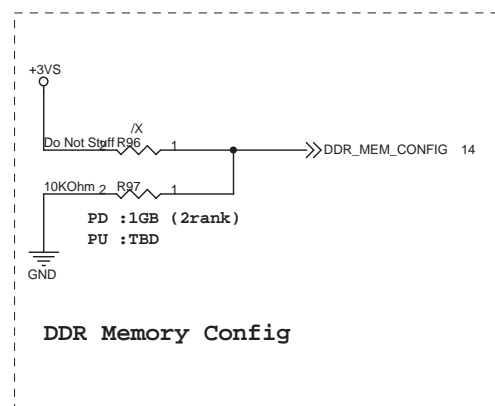 +3VS
/X
Do Not Stuff 2 R96 1
DDR_MEM_CONFIG 14
10KOhm 2 R97 1
PD :1GB (2rank)
PU :TBD
GND
DDR Memory Config